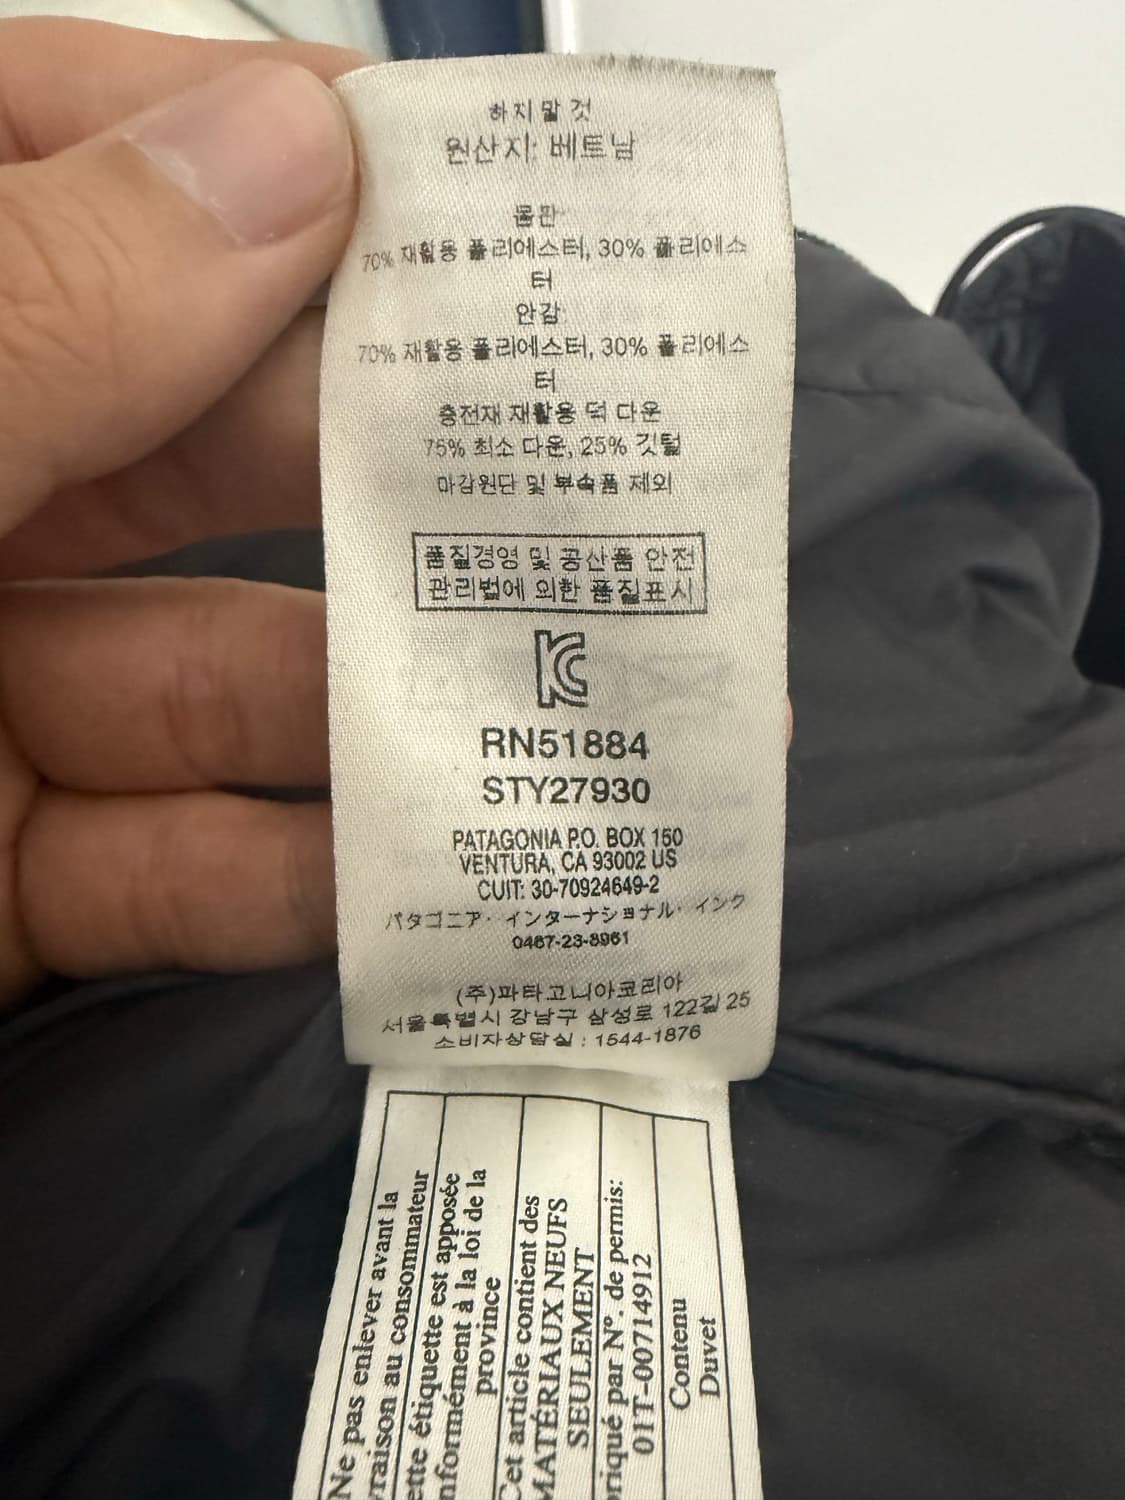 하지말것
원산지: 베트남
몸판
70% 재활용 폴리에스터, 30% 폴리에스
터
안감
70% 재활용 폴리에스터, 30% 폴리에스
터
충전재 재활용 덕 다운
75% 최소 다운, 25% 깃털
마감원단 및 부속품 제외
품질경영 및 공산품 안전
관리법에 의한 품질표시
KC
RN51884
STY27930
PATAGONIA P.O. BOX 150
VENTURA, CA 93002 US
CUIT: 30-70924649-2
パタゴニア・インターナショナル・インク
0467-23-8961
(주)파타고니아코리아
서울특별시 강남구 삼성로 122길 25
소비자상담실 : 1544-1876
Ne pas enlever avant la
vraison au consommateur
ette étiquette est apposée
nformément à la loi de la
province
Cet article contient des
MATÉRIAUX NEUFS
SEULEMENT
riqué par Nº. de permis:
01T-00714912
Contenu
Duvet